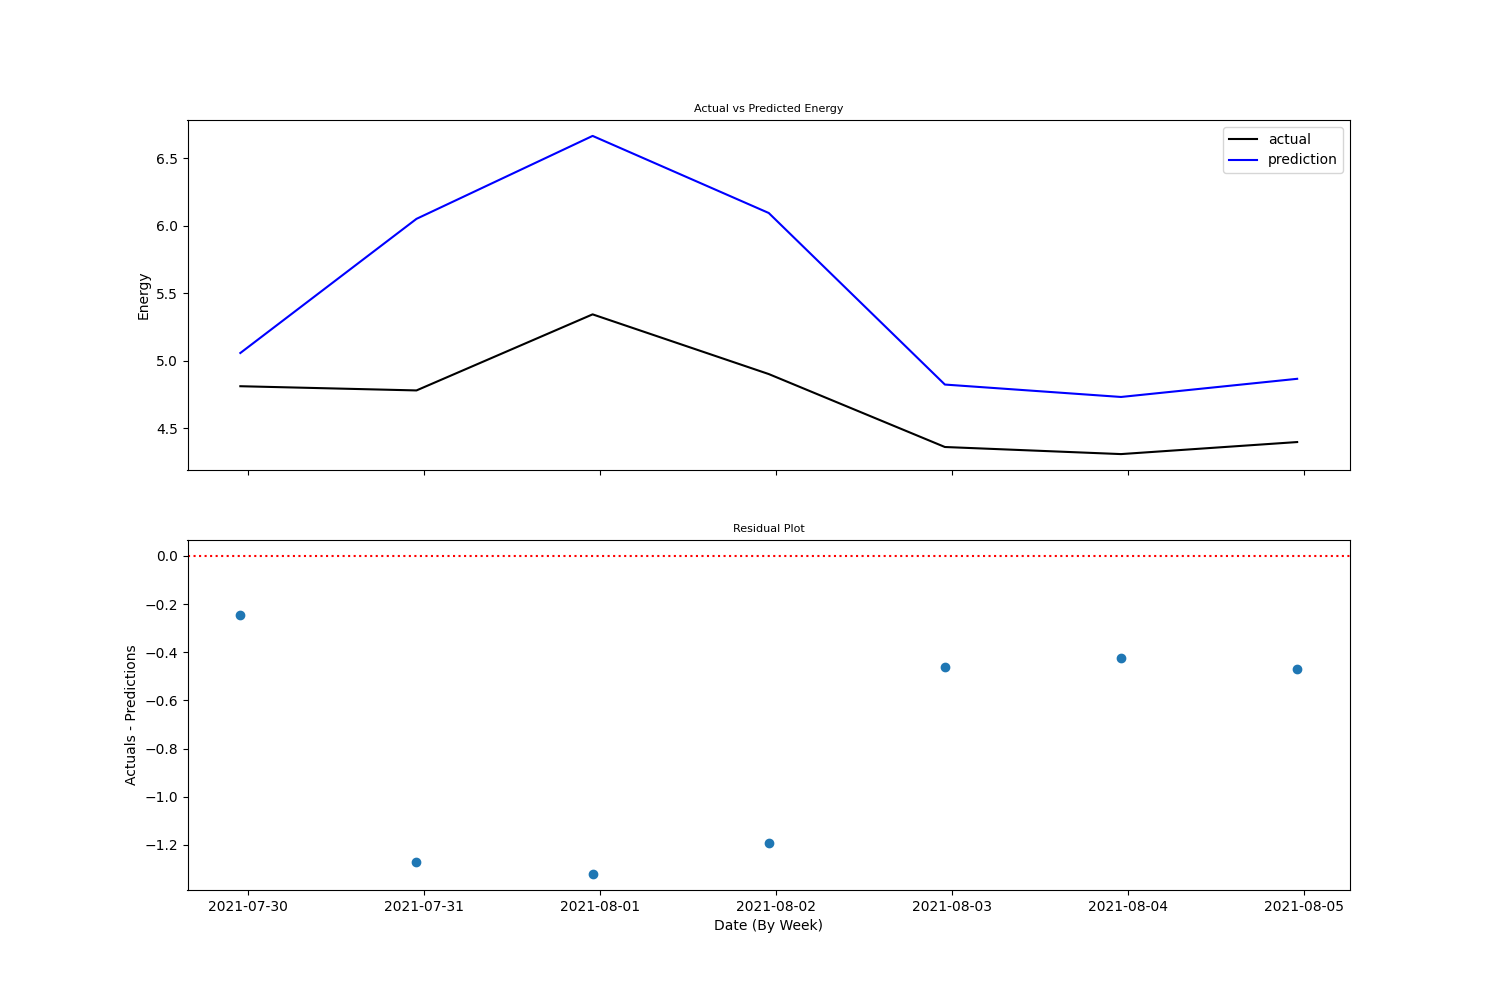 Actual vs Predicted Energy
actual
prediction
6.5
6.0
5.5
5.0
4.5
Energy
Residual Plot
0.0
−0.2
−0.4
−0.6
−0.8
−1.0
−1.2
Actuals - Predictions
2021-07-30 2021-07-31 2021-08-01 2021-08-02 2021-08-03 2021-08-04 2021-08-05
Date (By Week)